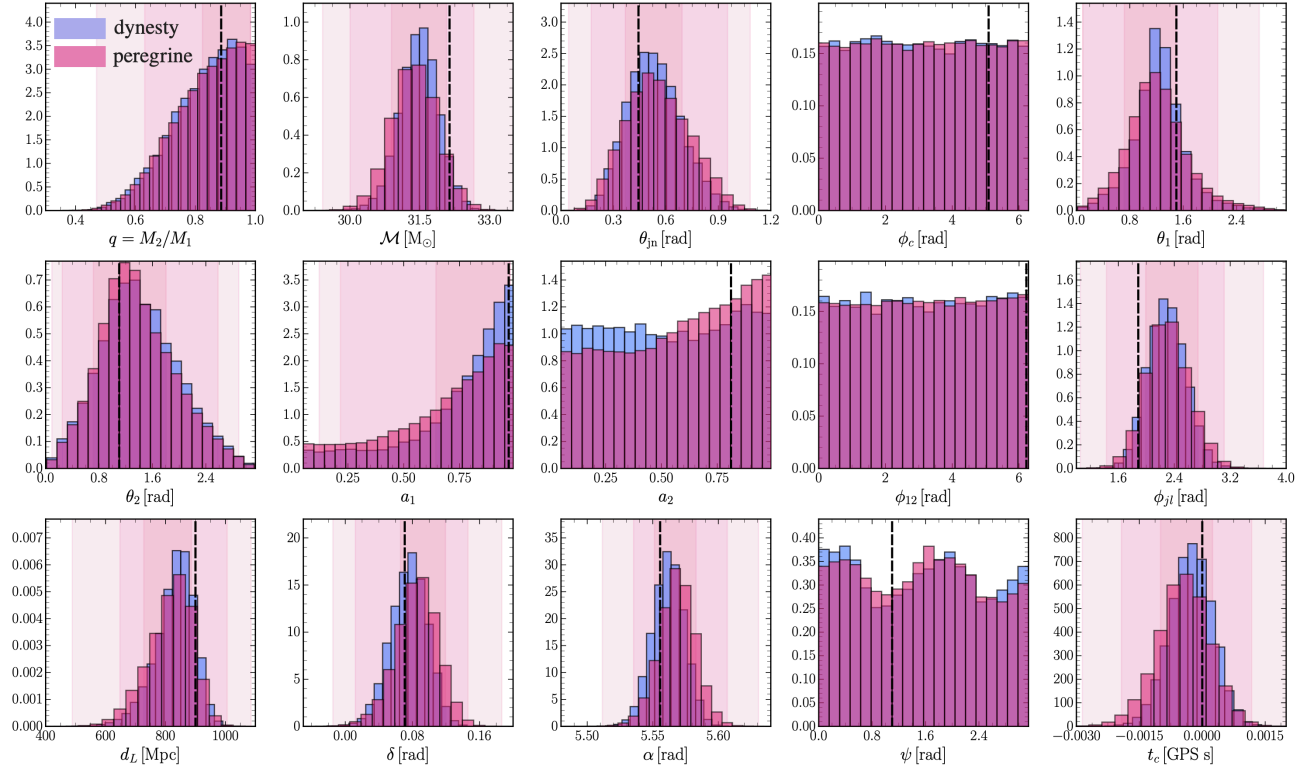 4.0 3.5 3.0 2.5 2.0 1.5 1.0 0.5 0.0
dynesty
peregrine
0.4 0.6 0.8 1.0
q = M₂/M₁
1.0 0.8 0.6 0.4 0.2 0.0
30.0 31.5 33.0
ℳ [M⊙]
3.0 2.5 2.0 1.5 1.0 0.5 0.0
0.0 0.3 0.6 0.9 1.2
θjn [rad]
0.15 0.10 0.05 0.00
0 2 4 6
ϕc [rad]
1.4 1.2 1.0 0.8 0.6 0.4 0.2 0.0
0.0 0.8 1.6 2.4
θ₁ [rad]
0.7 0.6 0.5 0.4 0.3 0.2 0.1 0.0
0.0 0.8 1.6 2.4
θ₂ [rad]
3.5 3.0 2.5 2.0 1.5 1.0 0.5 0.0
0.25 0.50 0.75
a₁
1.4 1.2 1.0 0.8 0.6 0.4 0.2 0.0
0.25 0.50 0.75
a₂
0.15 0.10 0.05 0.00
0 2 4 6
ϕ₁₂ [rad]
1.6 1.4 1.2 1.0 0.8 0.6 0.4 0.2 0.0
1.6 2.4 3.2 4.0
ϕjl [rad]
0.007 0.006 0.005 0.004 0.003 0.002 0.001 0.000
400 600 800 1000
dL [Mpc]
20 15 10 5 0
0.00 0.08 0.16
δ [rad]
35 30 25 20 15 10 5 0
5.50 5.55 5.60
α [rad]
0.40 0.35 0.30 0.25 0.20 0.15 0.10 0.05 0.00
0.0 0.8 1.6 2.4
ψ [rad]
800 700 600 500 400 300 200 100 0
−0.0030 −0.0015 0.0000 0.0015
tc [GPS s]